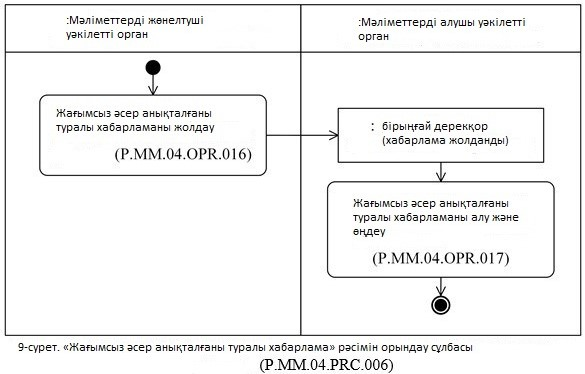 :Мәліметтерді жөнелтуші
уәкілетті орган
:Мәліметтерді алушы уәкілетті
орган
Жағымсыз әсер анықталғаны
туралы хабарламаны жолдау
(P.MM.04.OPR.016)
: бірыңғай дерекқор
(хабарлама жолданды)
Жағымсыз әсер анықталғаны
туралы хабарламаны алу және
өңдеу
(P.MM.04.OPR.017)
9-сурет. «Жағымсыз әсер анықталғаны туралы хабарлама» рәсімін орындау сұлбасы
(P.MM.04.PRC.006)